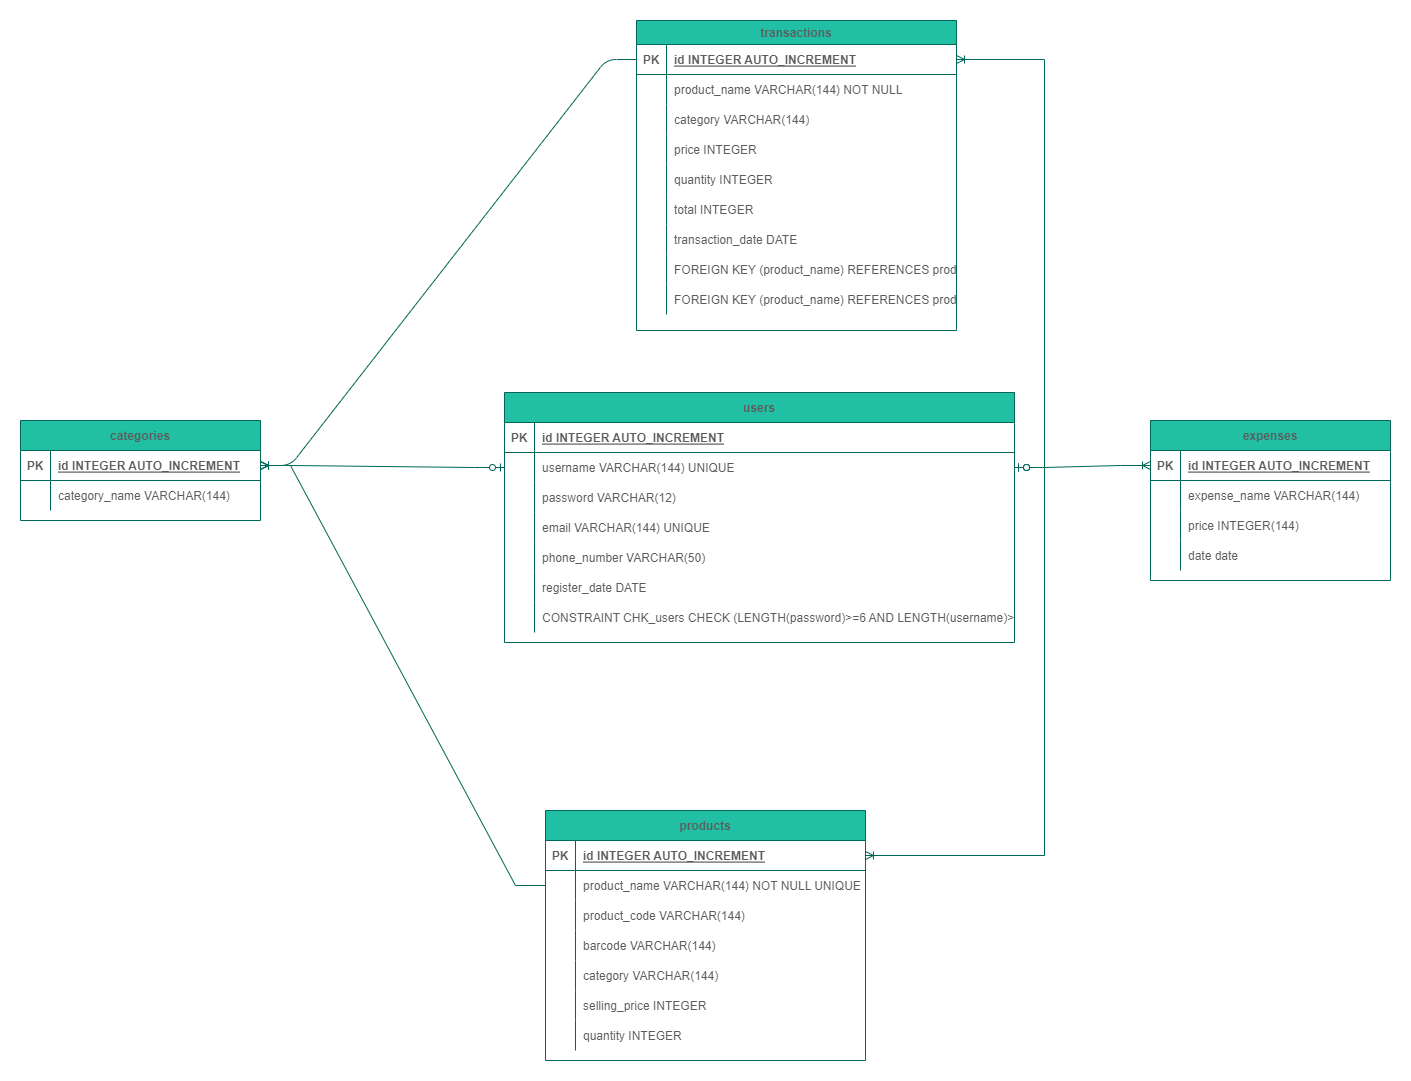 transactions
PK id INTEGER AUTO_INCREMENT
product_name VARCHAR(144) NOT NULL
category VARCHAR(144)
price INTEGER
quantity INTEGER
total INTEGER
transaction_date DATE
FOREIGN KEY (product_name) REFERENCES prod
FOREIGN KEY (product_name) REFERENCES prod
categories
PK id INTEGER AUTO_INCREMENT
category_name VARCHAR(144)
users
PK id INTEGER AUTO_INCREMENT
username VARCHAR(144) UNIQUE
password VARCHAR(12)
email VARCHAR(144) UNIQUE
phone_number VARCHAR(50)
register_date DATE
CONSTRAINT CHK_users CHECK (LENGTH(password)>=6 AND LENGTH(username)>
expenses
PK id INTEGER AUTO_INCREMENT
expense_name VARCHAR(144)
price INTEGER(144)
date date
products
PK id INTEGER AUTO_INCREMENT
product_name VARCHAR(144) NOT NULL UNIQUE
product_code VARCHAR(144)
barcode VARCHAR(144)
category VARCHAR(144)
selling_price INTEGER
quantity INTEGER